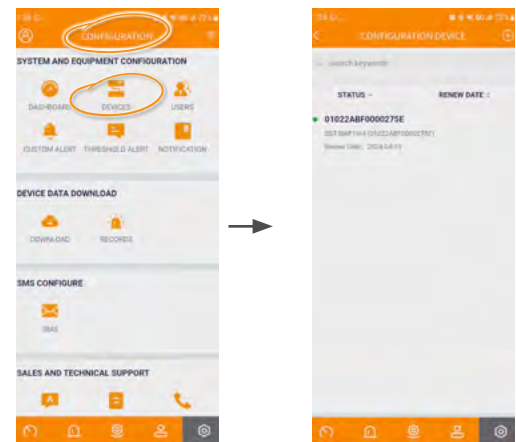 CONFIGURATION
SYSTEM AND EQUIPMENT CONFIGURATION
DASHBOARD DEVICES USERS
CUSTOM ALERT THRESHOLD ALERT NOTIFICATION
DEVICE DATA DOWNLOAD
DOWNLOAD RECORDS
SMS CONFIGURE
SMS
SALES AND TECHNICAL SUPPORT
CONFIGURATION DEVICE
search keywords
STATUS RENEW DATE
01022ABF0000275E